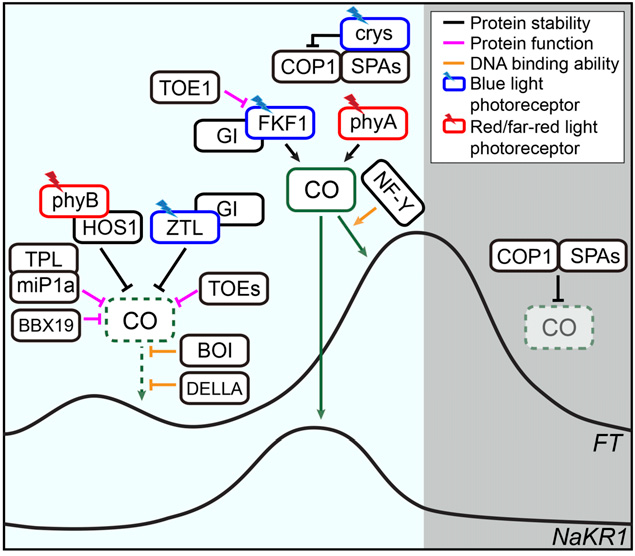 crys
COP1
SPAs
TOE1
GI
FKF1
phyA
CO
NF-Y
phyB
HOS1
ZTL
GI
TPL
miP1a
BBX19
CO
TOEs
BOI
DELLA
Protein stability
Protein function
DNA binding ability
Blue light
photoreceptor
Red/far-red light
photoreceptor
COP1
SPAs
CO
FT
NaKR1